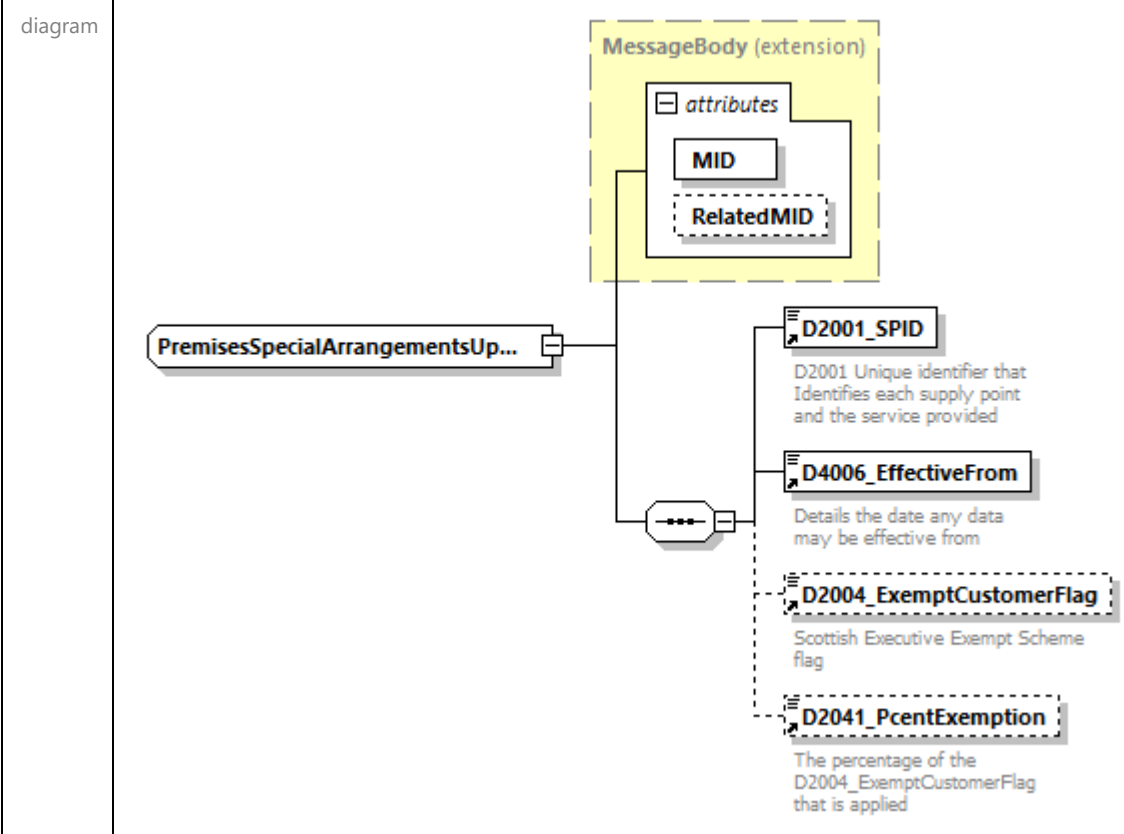 diagram
MessageBody (extension)
attributes
MID
RelatedMID
PremisesSpecialArrangementsUp...
D2001_SPID
D2001 Unique identifier that
Identifies each supply point
and the service provided
D4006_EffectiveFrom
Details the date any data
may be effective from
D2004_ExemptCustomerFlag
Scottish Executive Exempt Scheme
flag
D2041_PcentExemption
The percentage of the
D2004_ExemptCustomerFlag
that is applied